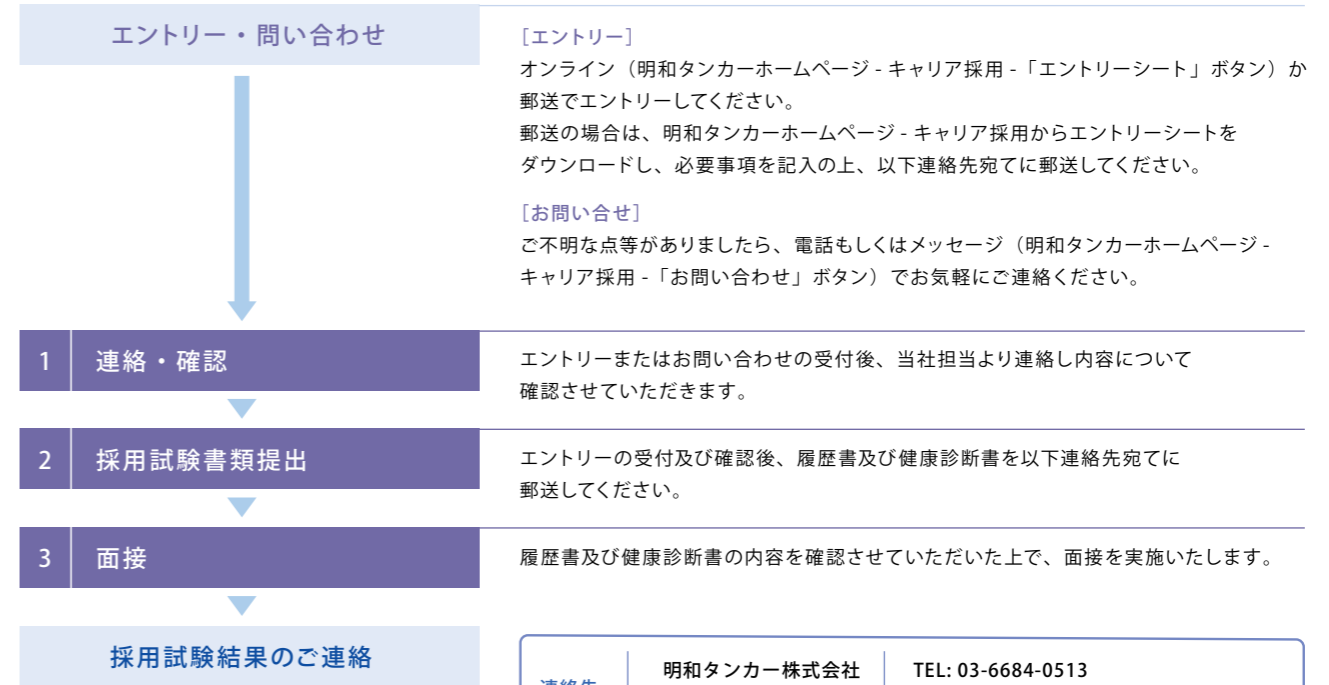 エントリー・問い合わせ
［エントリー］
オンライン（明和タンカーホームページ - キャリア採用 -「エントリーシート」ボタン）か
郵送でエントリーしてください。
郵送の場合は、明和タンカーホームページ - キャリア採用からエントリーシートを
ダウンロードし、必要事項を記入の上、以下連絡先宛てに郵送してください。
［お問い合せ］
ご不明な点等がありましたら、電話もしくはメッセージ（明和タンカーホームページ -
キャリア採用 -「お問い合わせ」ボタン）でお気軽にご連絡ください。
1 連絡・確認
エントリーまたはお問い合わせの受付後、当社担当より連絡し内容について
確認させていただきます。
2 採用試験書類提出
エントリーの受付及び確認後、履歴書及び健康診断書を以下連絡先宛てに
郵送してください。
3 面接
履歴書及び健康診断書の内容を確認させていただいた上で、面接を実施いたします。
採用試験結果のご連絡
連絡先
明和タンカー株式会社 TEL: 03-6684-0513